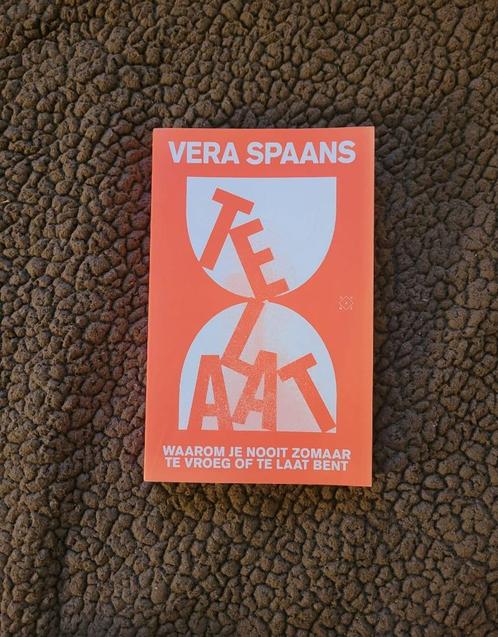 VERA SPAANS
TE
LAAT
WAAROM JE NOOIT ZOMAAR
TE VROEG OF TE LAAT BENT